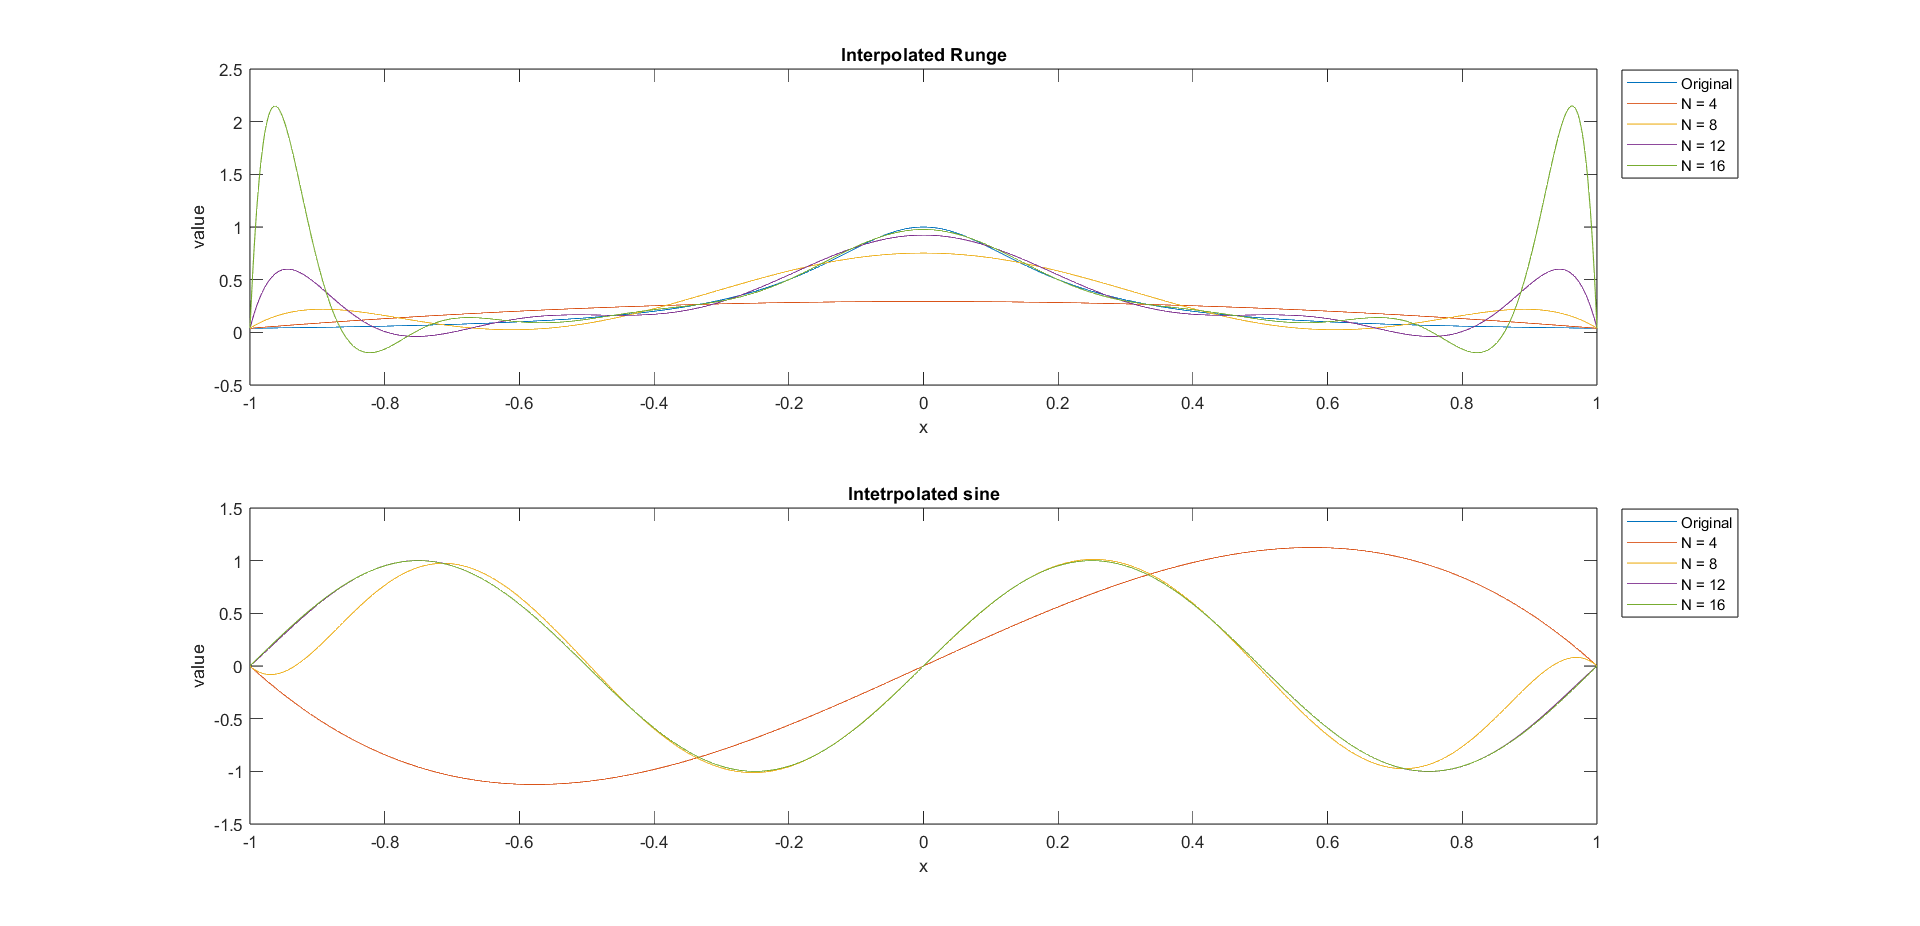 Interpolated Runge
2.5
2
1.5
1
0.5
0
-0.5
value
-1 -0.8 -0.6 -0.4 -0.2 0 0.2 0.4 0.6 0.8 1
x
Original
N = 4
N = 8
N = 12
N = 16
Intetrpolated sine
1.5
1
0.5
0
-0.5
-1
-1.5
value
-1 -0.8 -0.6 -0.4 -0.2 0 0.2 0.4 0.6 0.8 1
x
Original
N = 4
N = 8
N = 12
N = 16